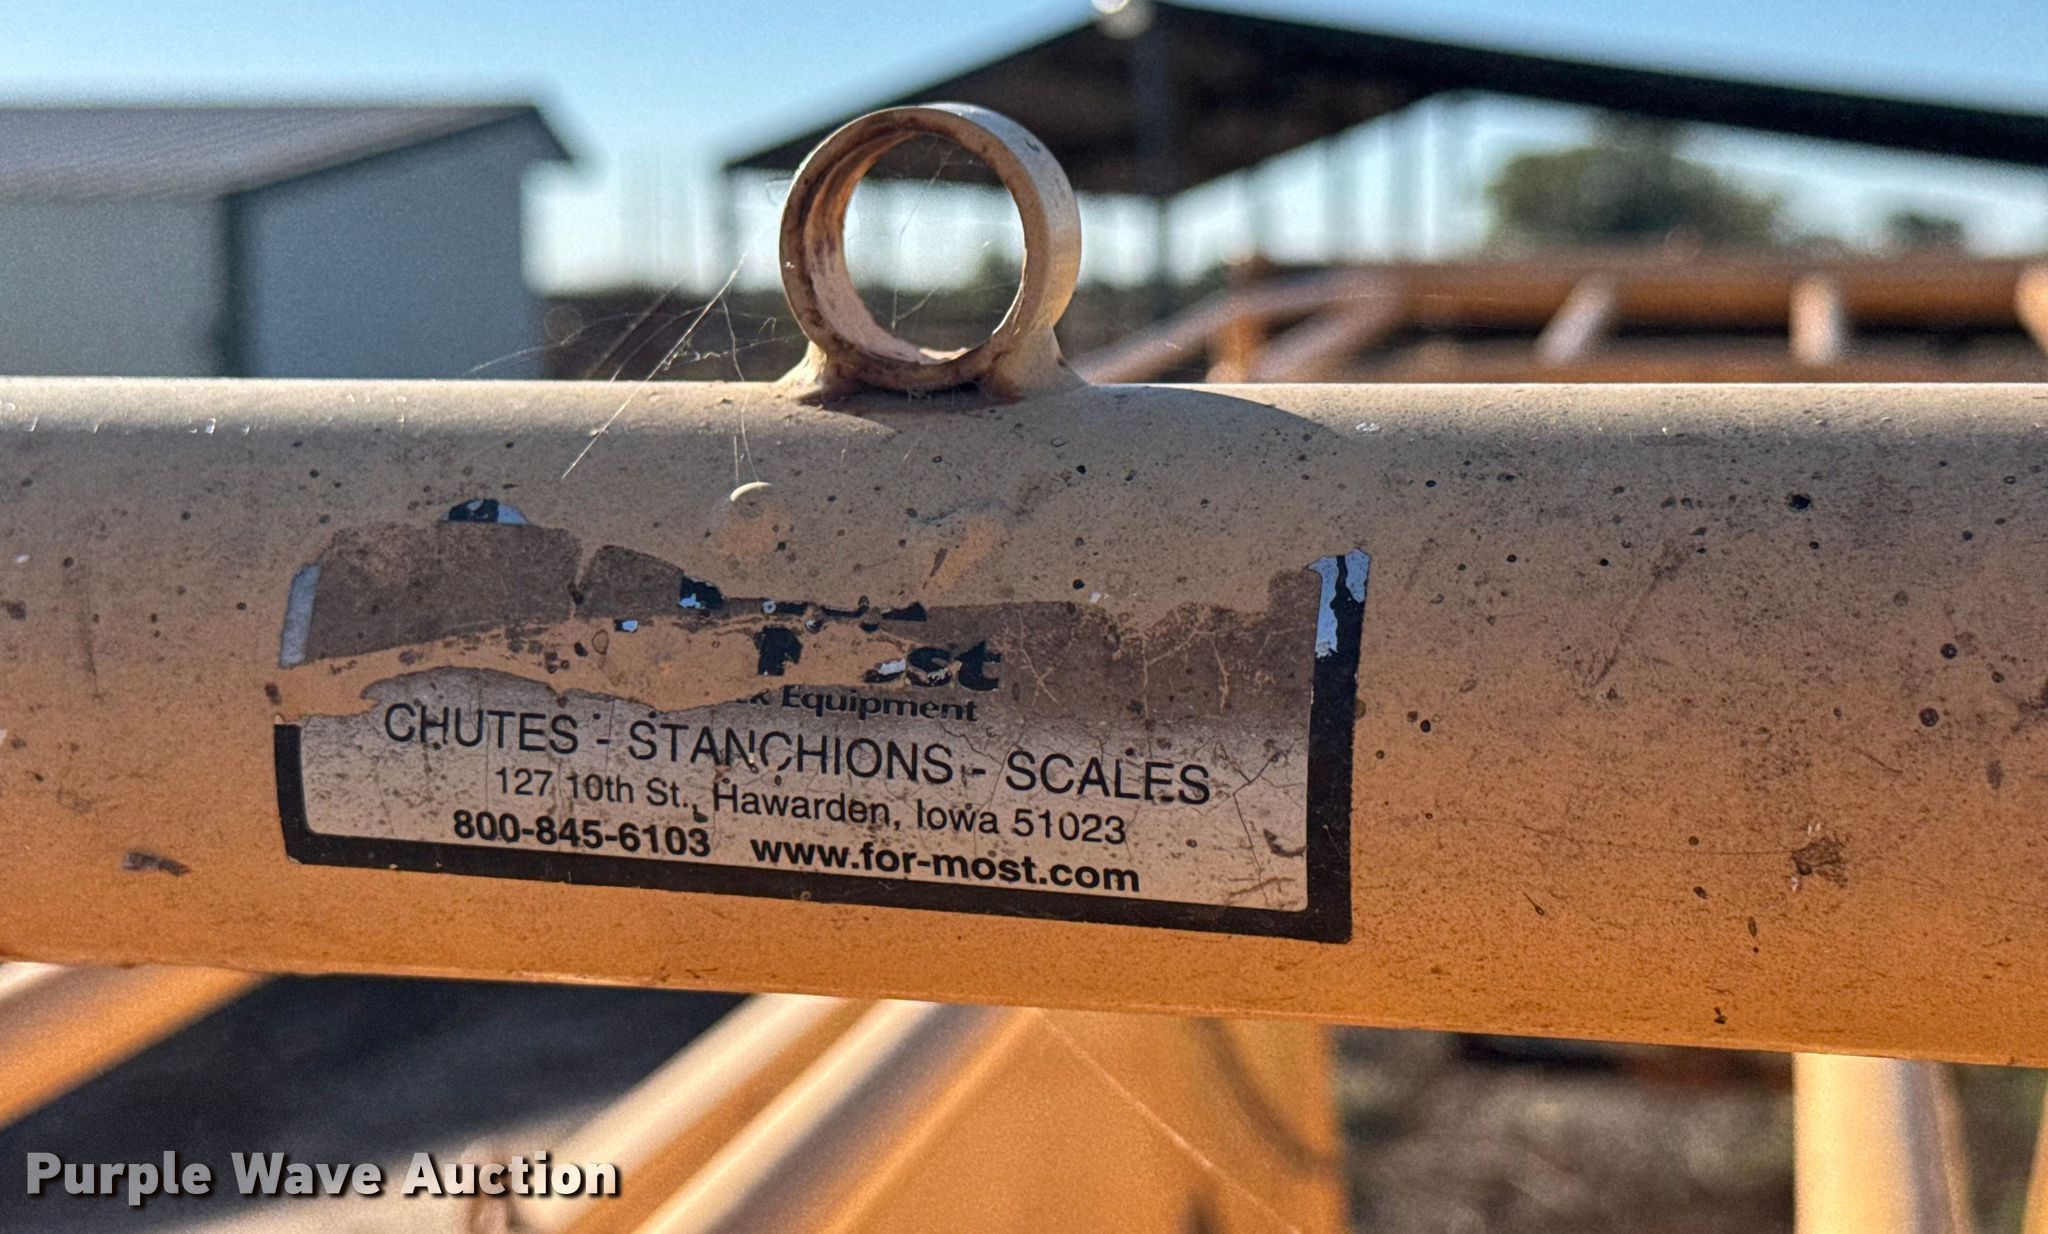 Equipment
CHUTES - STANCHIONS - SCALES
127 10th St., Hawarden, Iowa 51023
800-845-6103 www.for-most.com
Purple Wave Auction